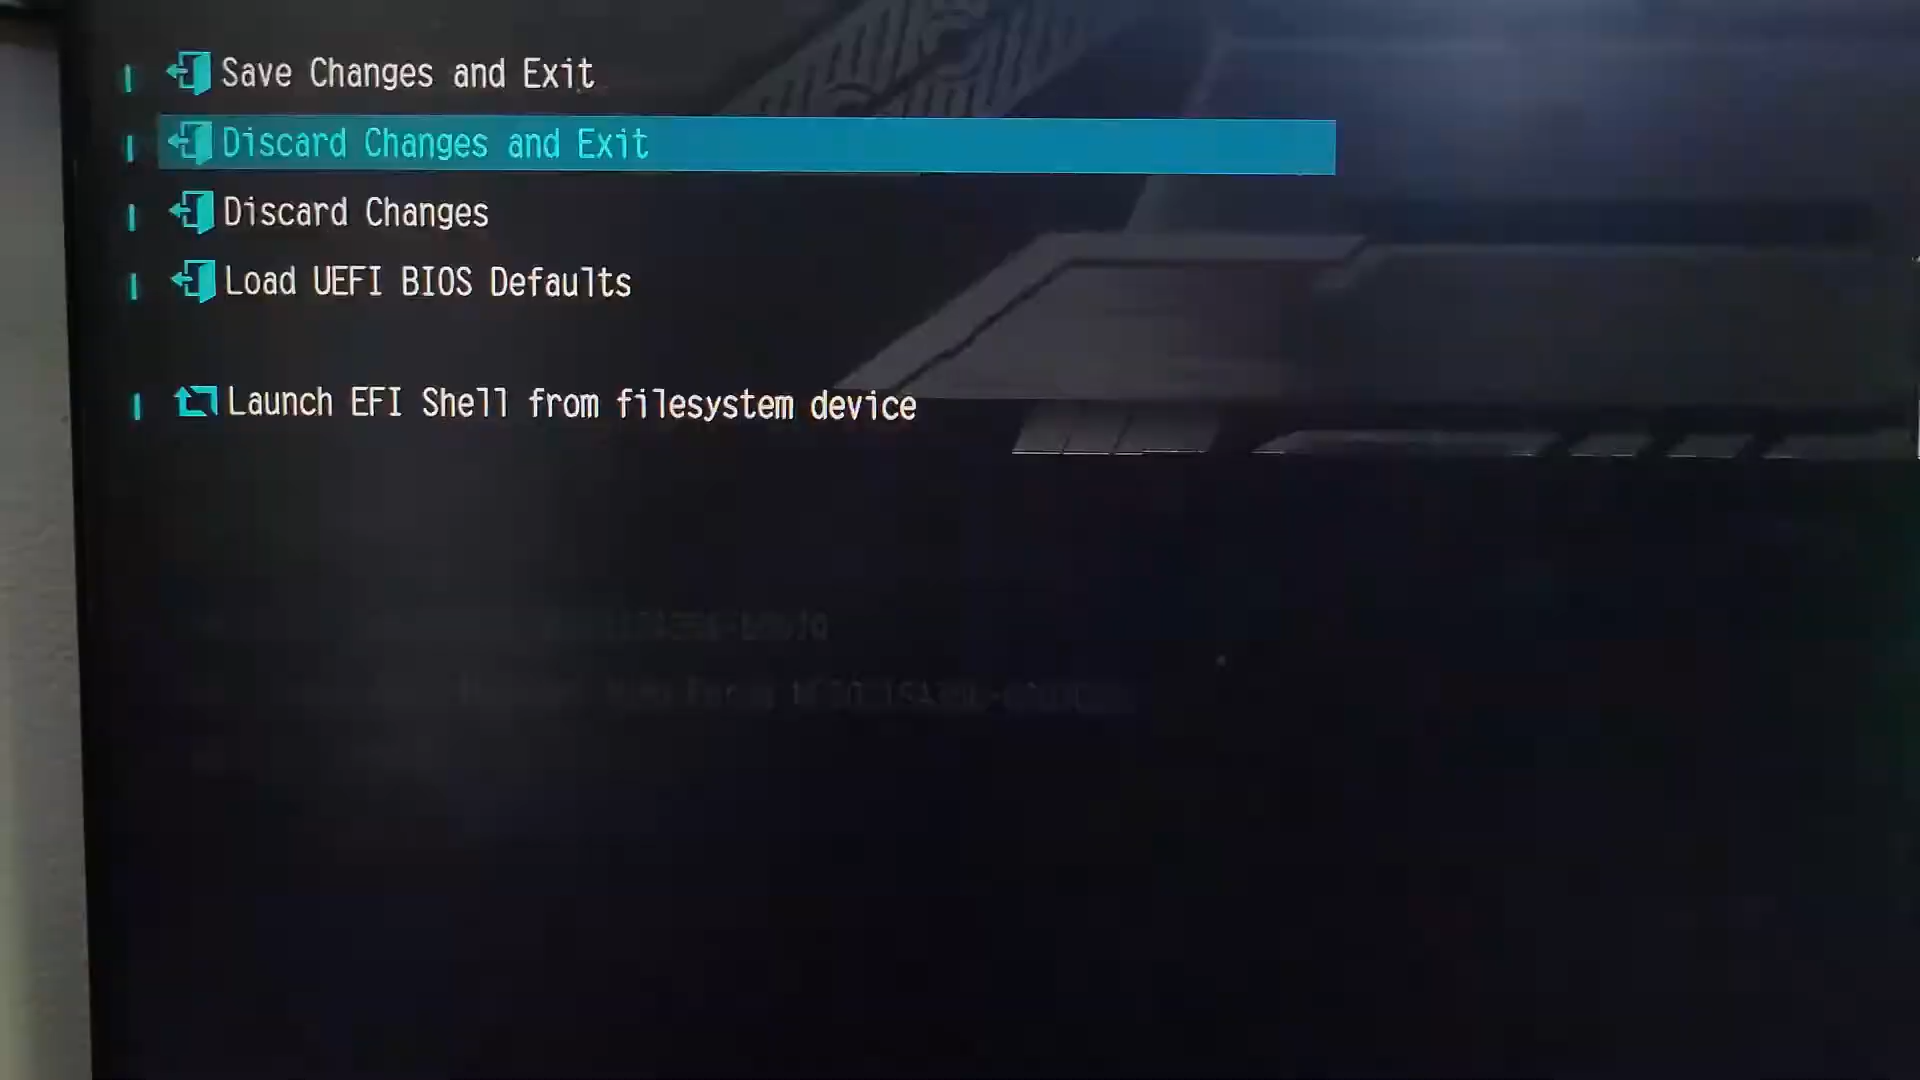 Save Changes and Exit
Discard Changes and Exit
Discard Changes
Load UEFI BIOS Defaults
Launch EFI Shell from filesystem device